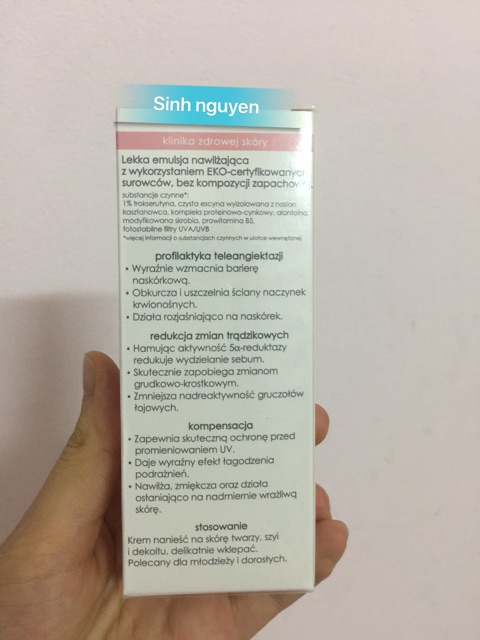 Sinh nguyen
klinika zdrowej skóry
Lekka emulsja nawilżająca
z wykorzystaniem EKO-certyfikowanych
surowców, bez kompozycji
substancje czynne*:
1% trokserutyna, czysta escyna wyizolowana z nasion
kasztanowca, kompleks proteinowo-cynkowy, alantoina,
modyfikowana skrobia, prowitamina B5,
fotostabilne filtry UVA/UVB
*więcej informacji o substancjach czynnych w ulotce wewnętrznej
profilaktyka teleangiektazji
• Wyraźnie wzmacnia barierę
naskórkową.
• Obkurcza i uszczelnia ściany naczynek
krwionośnych.
• Działa rozjaśniająco na naskórek.
redukcja zmian trądzikowych
• Hamując aktywność 5α-reduktazy
redukuje wydzielanie sebum.
• Skutecznie zapobiega zmianom
grudkowo-krostkowym.
• Zmniejsza nadreaktywność gruczołów
łojowych.
kompensacja
• Zapewnia skuteczną ochronę przed
promieniowaniem UV.
• Daje wyraźny efekt łagodzenia
podrażnień.
• Nawilża, zmiękcza oraz działa
osłaniająco na nadmiernie wrażliwą
skórę.
stosowanie
Krem nanieść na skórę twarzy, szyi
i dekoltu, delikatnie wklepać.
Polecany dla młodzieży i dorosłych.